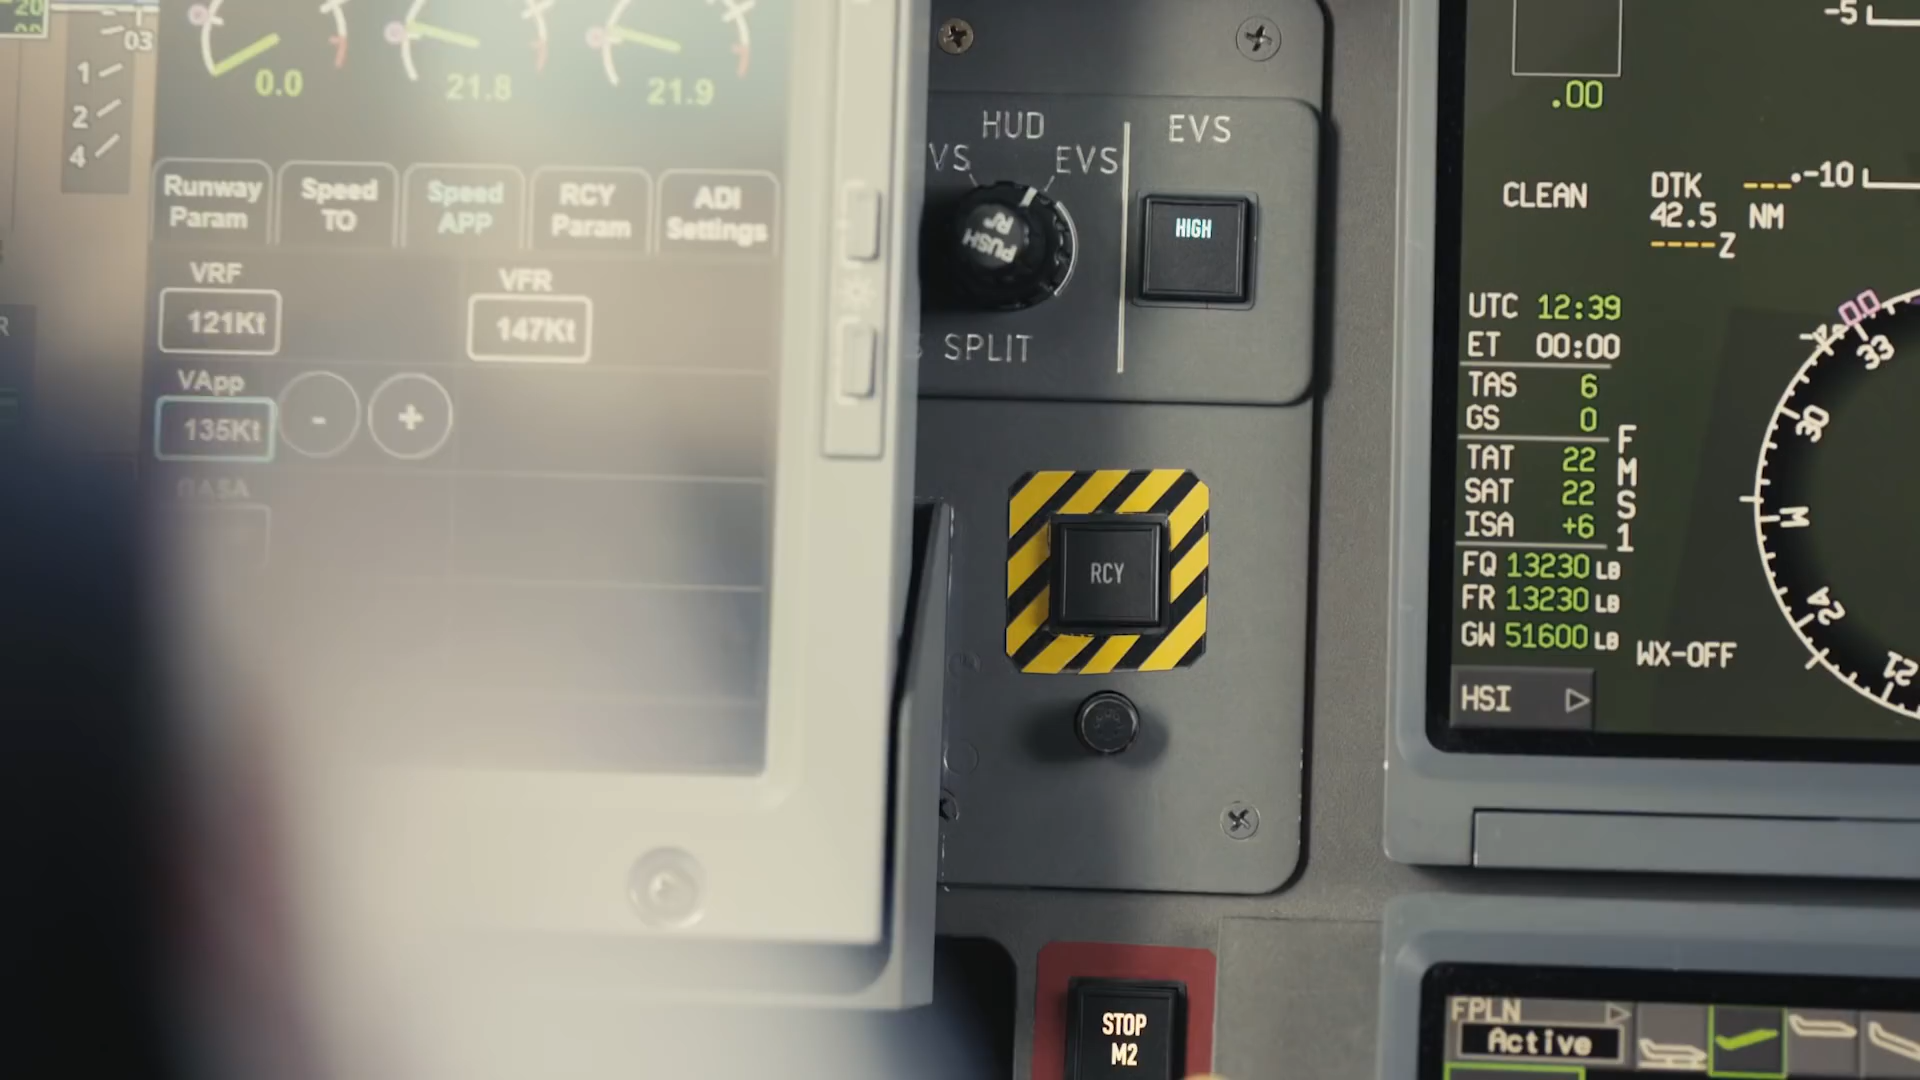 20
03
1
2
4
0.0
21.8
21.9
Runway
Param
Speed
TO
Speed
APP
RCY
Param
ADI
Settings
VRF
121Kt
VFR
147Kt
VApp
135Kt
-
+
HUD
VS
EVS
PUSH
SPLIT
EVS
HIGH
RCY
STOP
M2
.00
-5
-10
CLEAN
DTK
42.5
NM
----Z
UTC 12:39
ET 00:00
TAS 6
GS 0
TAT 22
SAT 22
ISA +6
FMS1
FQ 13230 LB
FR 13230 LB
GW 51600 LB
WX-OFF
HSI
33
30
W
24
21
FPLN
Active